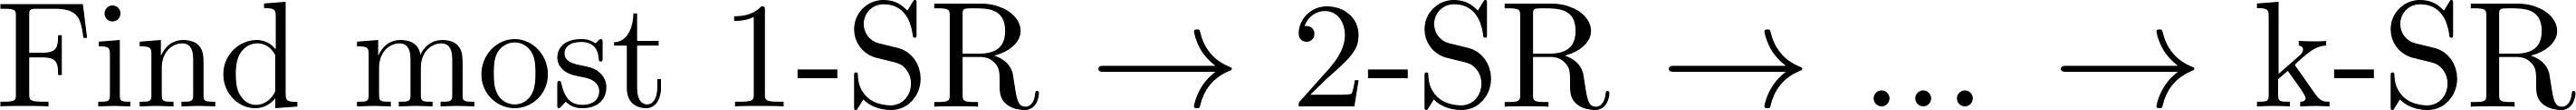 Find most 1-SR → 2-SR → ... → k-SR